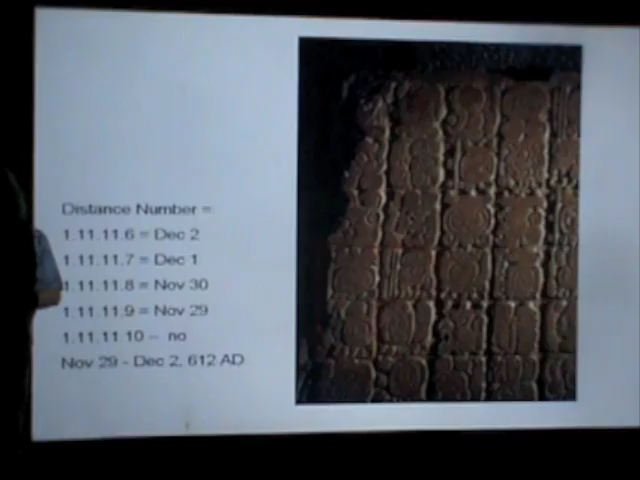 Distance Number =
1.11.11.6 = Dec 2
1.11.11.7 = Dec 1
1.11.11.8 = Nov 30
1.11.11.9 = Nov 29
1.11.11.10 – no
Nov 29 - Dec 2, 612 AD